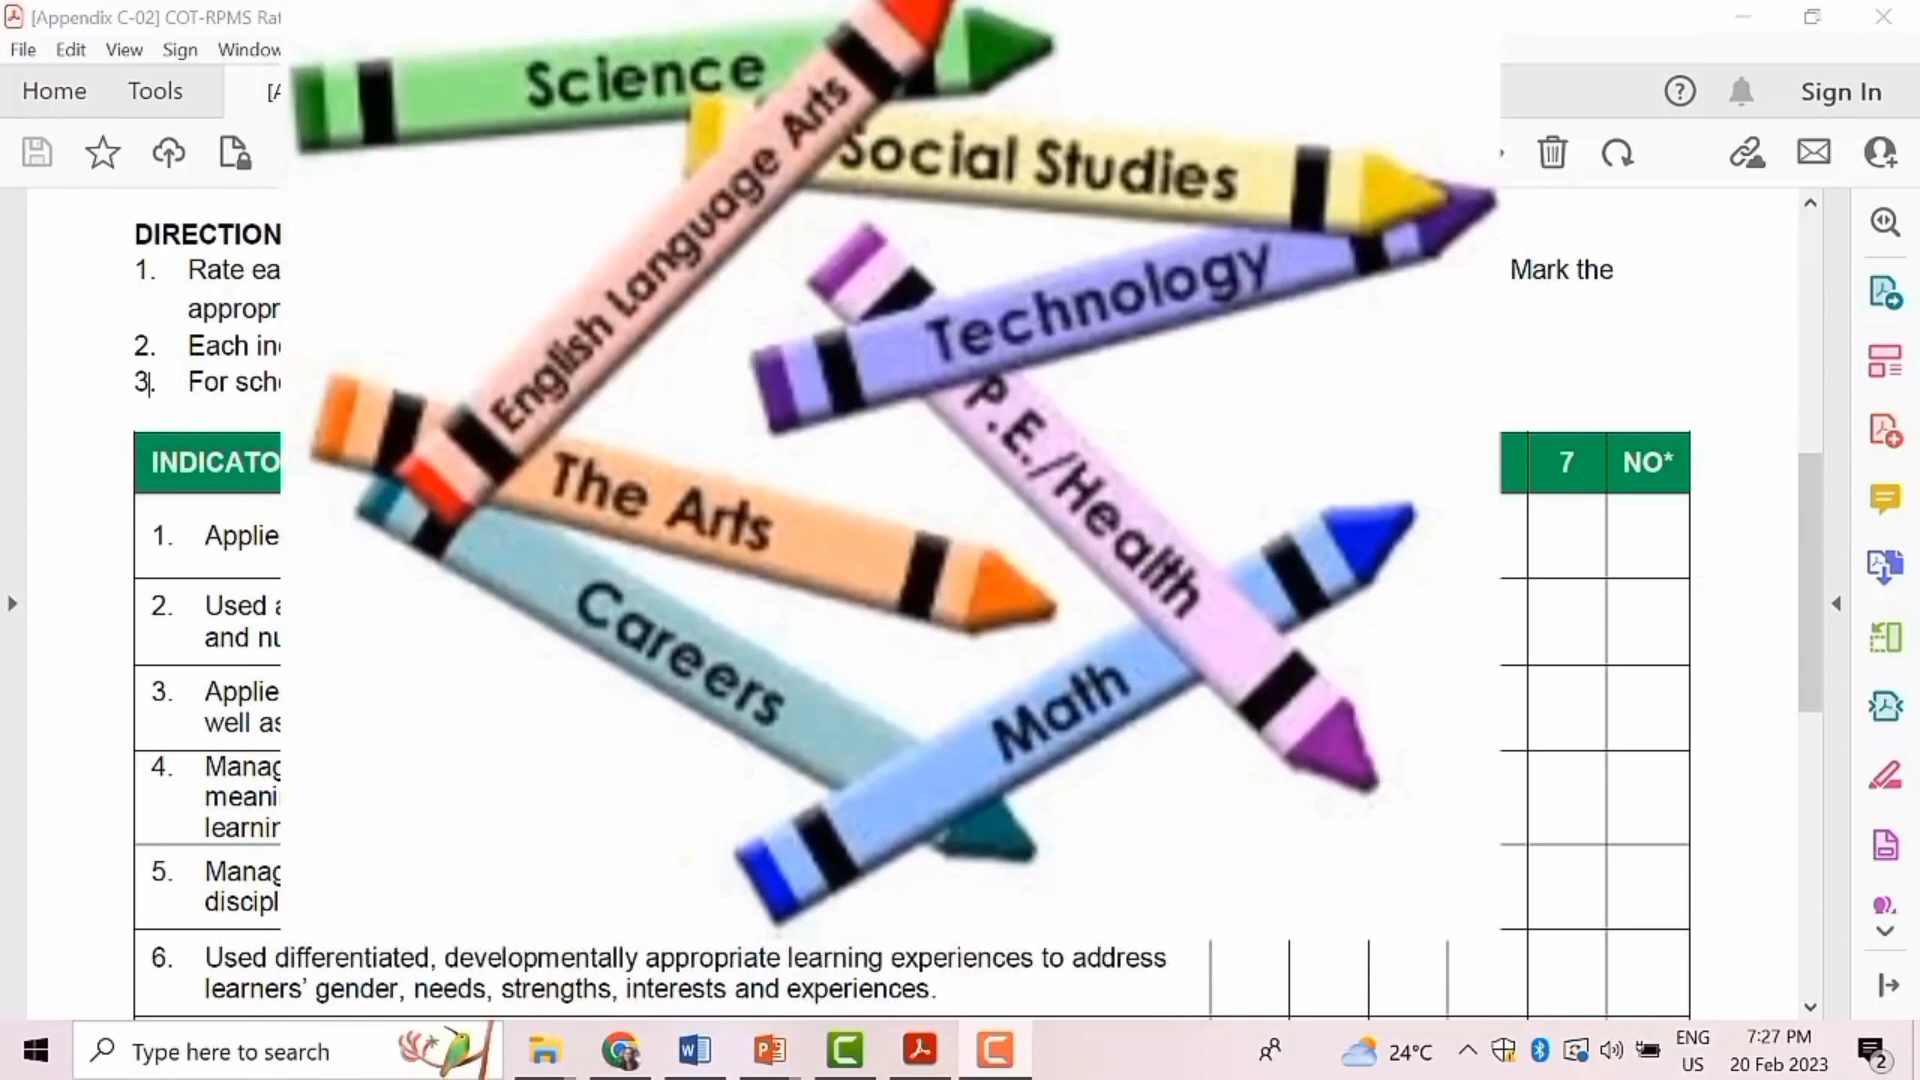 [Appendix C-02] COT-RPMS Rat
File Edit View Sign Window
Home Tools [A
Sign In
DIRECTION
1. Rate ea
Mark the
appropr
2. Each in
3. For sch
INDICATO
7 NO*
1. Applie
2. Used a
and nu
3. Applie
well as
4. Manag
meani
learnin
5. Manag
discipl
6. Used differentiated, developmentally appropriate learning experiences to address
learners' gender, needs, strengths, interests and experiences.
Science
English Language Arts
Social Studies
Technology
P.E./Health
The Arts
Careers
Math
Type here to search
24°C
ENG
US
7:27 PM
20 Feb 2023
2